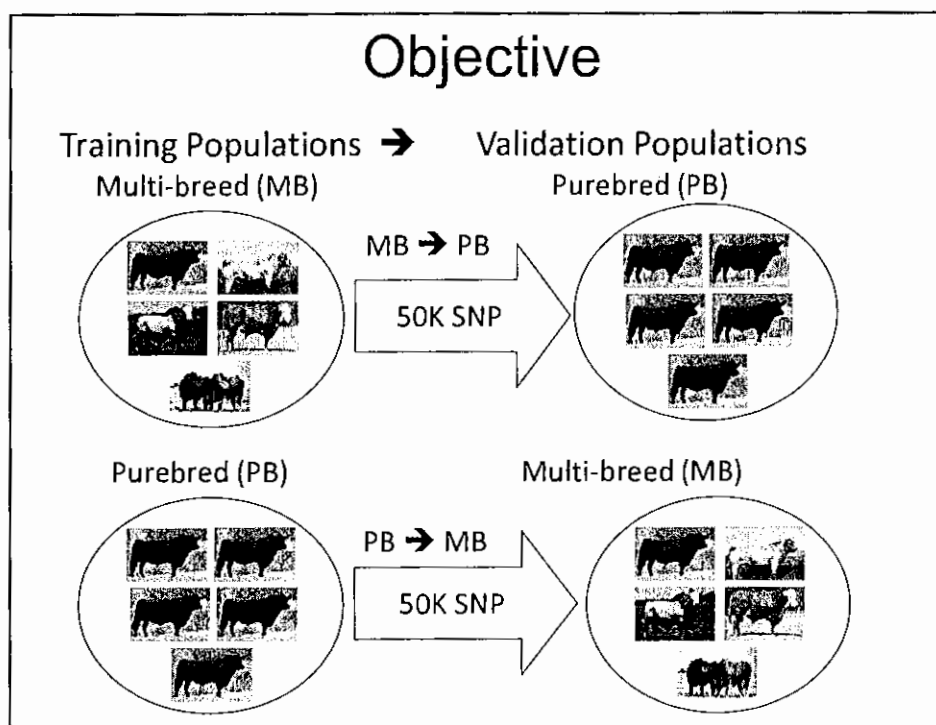 Objective
Training Populations → Validation Populations
Multi-breed (MB)
Purebred (PB)
MB → PB
50K SNP
Purebred (PB)
Multi-breed (MB)
PB → MB
50K SNP